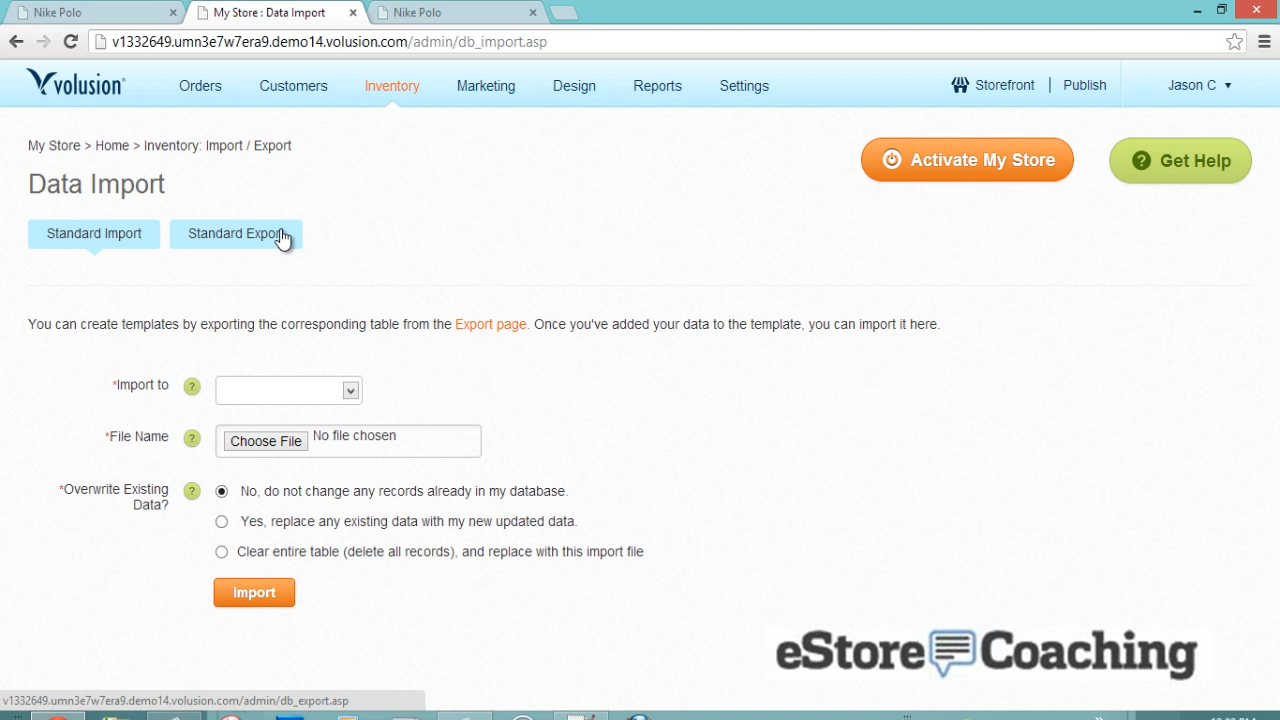 Nike Polo
My Store : Data Import
Nike Polo
v1332649.umn3e7w7era9.demo14.volusion.com/admin/db_import.asp
volusion
Orders
Customers
Inventory
Marketing
Design
Reports
Settings
Storefront
Publish
Jason C
My Store > Home > Inventory: Import / Export
Activate My Store
Get Help
Data Import
Standard Import
Standard Export
You can create templates by exporting the corresponding table from the Export page. Once you've added your data to the template, you can import it here.
*Import to
*File Name
Choose File No file chosen
*Overwrite Existing
Data?
No, do not change any records already in my database.
Yes, replace any existing data with my new updated data.
Clear entire table (delete all records), and replace with this import file
Import
eStore Coaching
v1332649.umn3e7w7era9.demo14.volusion.com/admin/db_export.asp